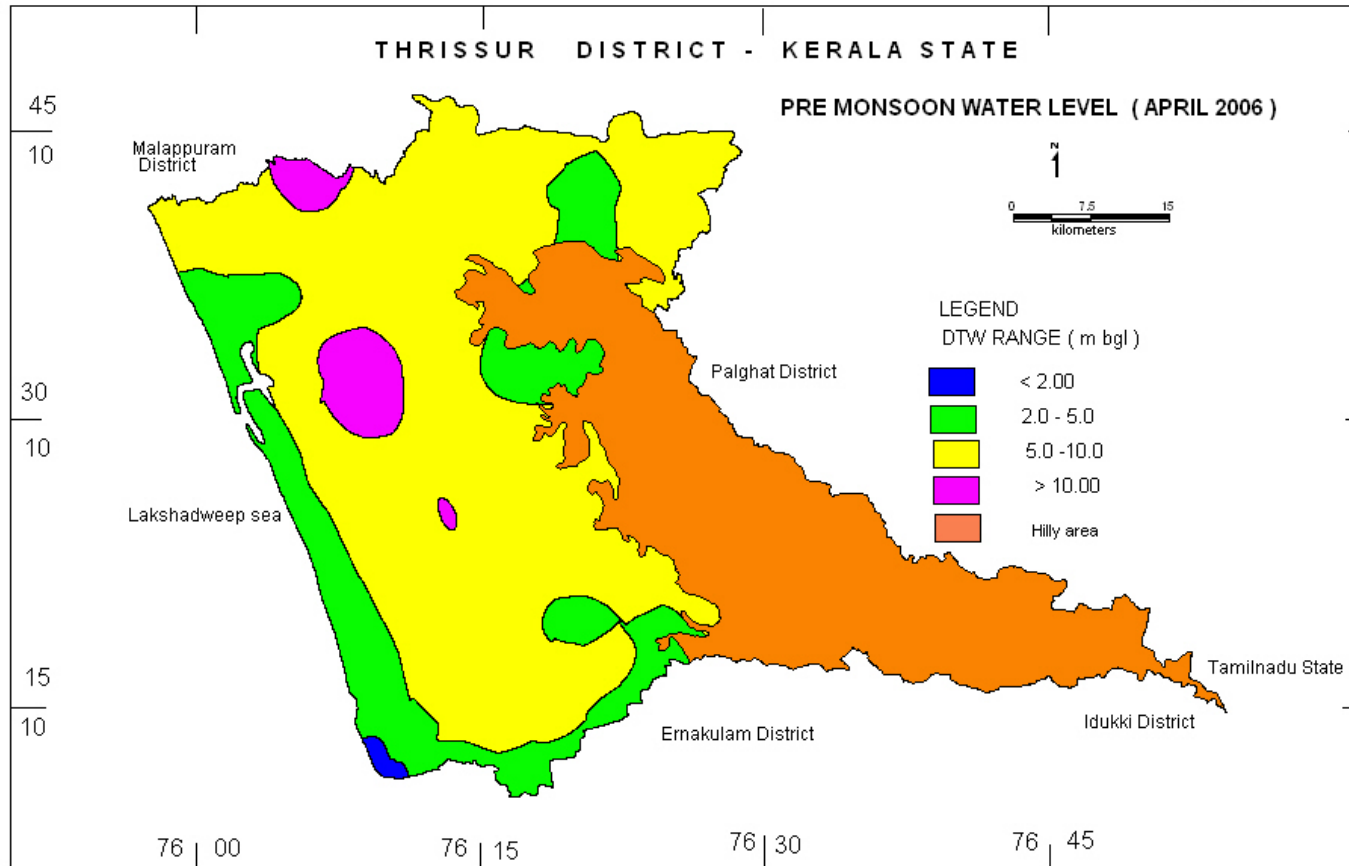 THRISSUR DISTRICT - KERALA STATE
PRE MONSOON WATER LEVEL ( APRIL 2006 )
45
10
Malappuram
District
N
0 7.5 15
kilometers
LEGEND
DTW RANGE ( m bgl )
< 2.00
2.0 - 5.0
5.0 -10.0
> 10.00
Hilly area
Palghat District
30
10
Lakshadweep sea
15
10
Tamilnadu State
Idukki District
Ernakulam District
76 00
76 15
76 30
76 45